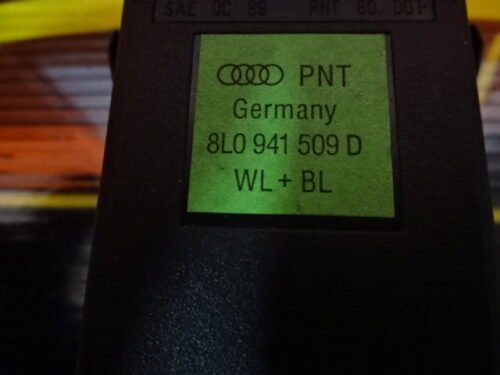 SAE OC 89 PNT 60. DOT.
PNT
Germany
8L0 941 509 D
WL + BL